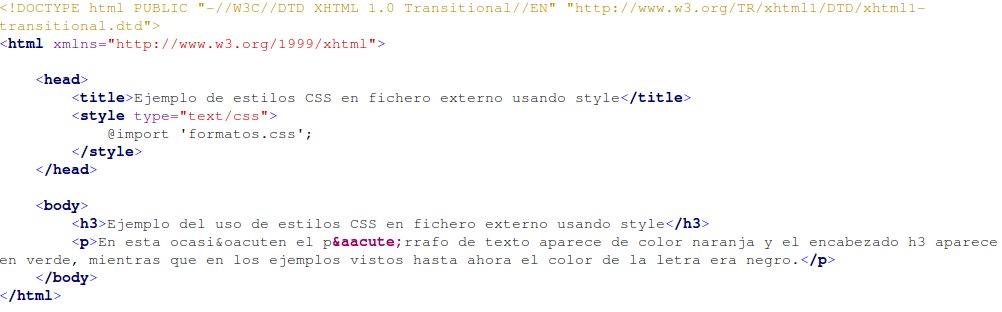 <!DOCTYPE html PUBLIC "-//W3C//DTD XHTML 1.0 Transitional//EN" "http://www.w3.org/TR/xhtml1/DTD/xhtml1-
transitional.dtd">
<html xmlns="http://www.w3.org/1999/xhtml">
<head>
<title>Ejemplo de estilos CSS en fichero externo usando style</title>
<style type="text/css">
@import 'formatos.css';
</style>
</head>
<body>
<h3>Ejemplo del uso de estilos CSS en fichero externo usando style</h3>
<p>En esta ocasi&oacuten el p&aacute;rrafo de texto aparece de color naranja y el encabezado h3 aparece
en verde, mientras que en los ejemplos vistos hasta ahora el color de la letra era negro.</p>
</body>
</html>